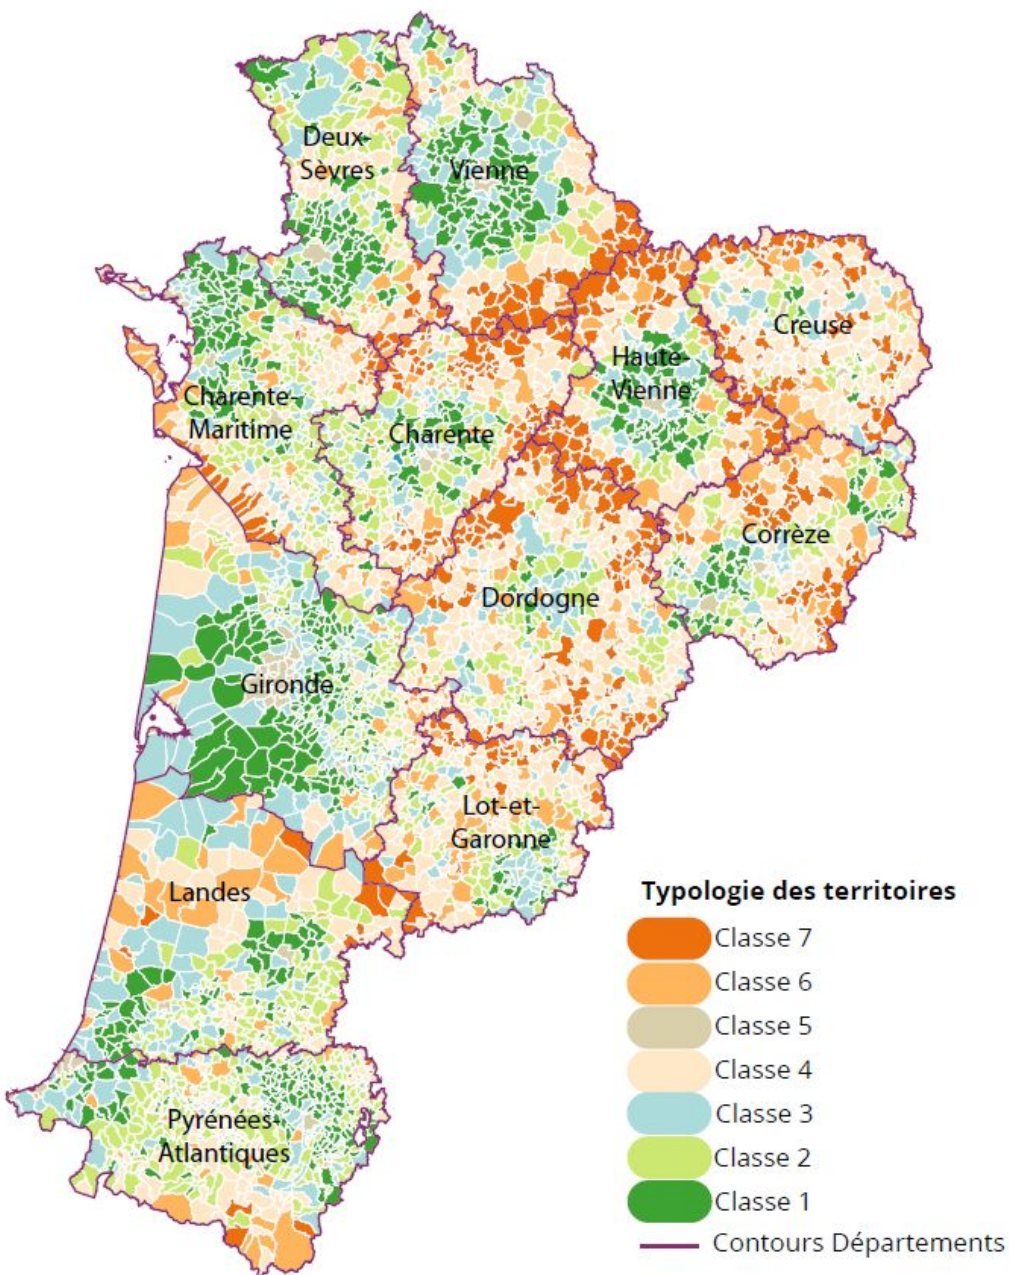 Deux-
Sèvres
Vienne
Creuse
Haute-
Vienne
Charente-
Maritime
Charente
Corrèze
Dordogne
Gironde
Lot-et-
Garonne
Landes
Pyrénées-
Atlantiques
Typologie des territoires
Classe 7
Classe 6
Classe 5
Classe 4
Classe 3
Classe 2
Classe 1
Contours Départements